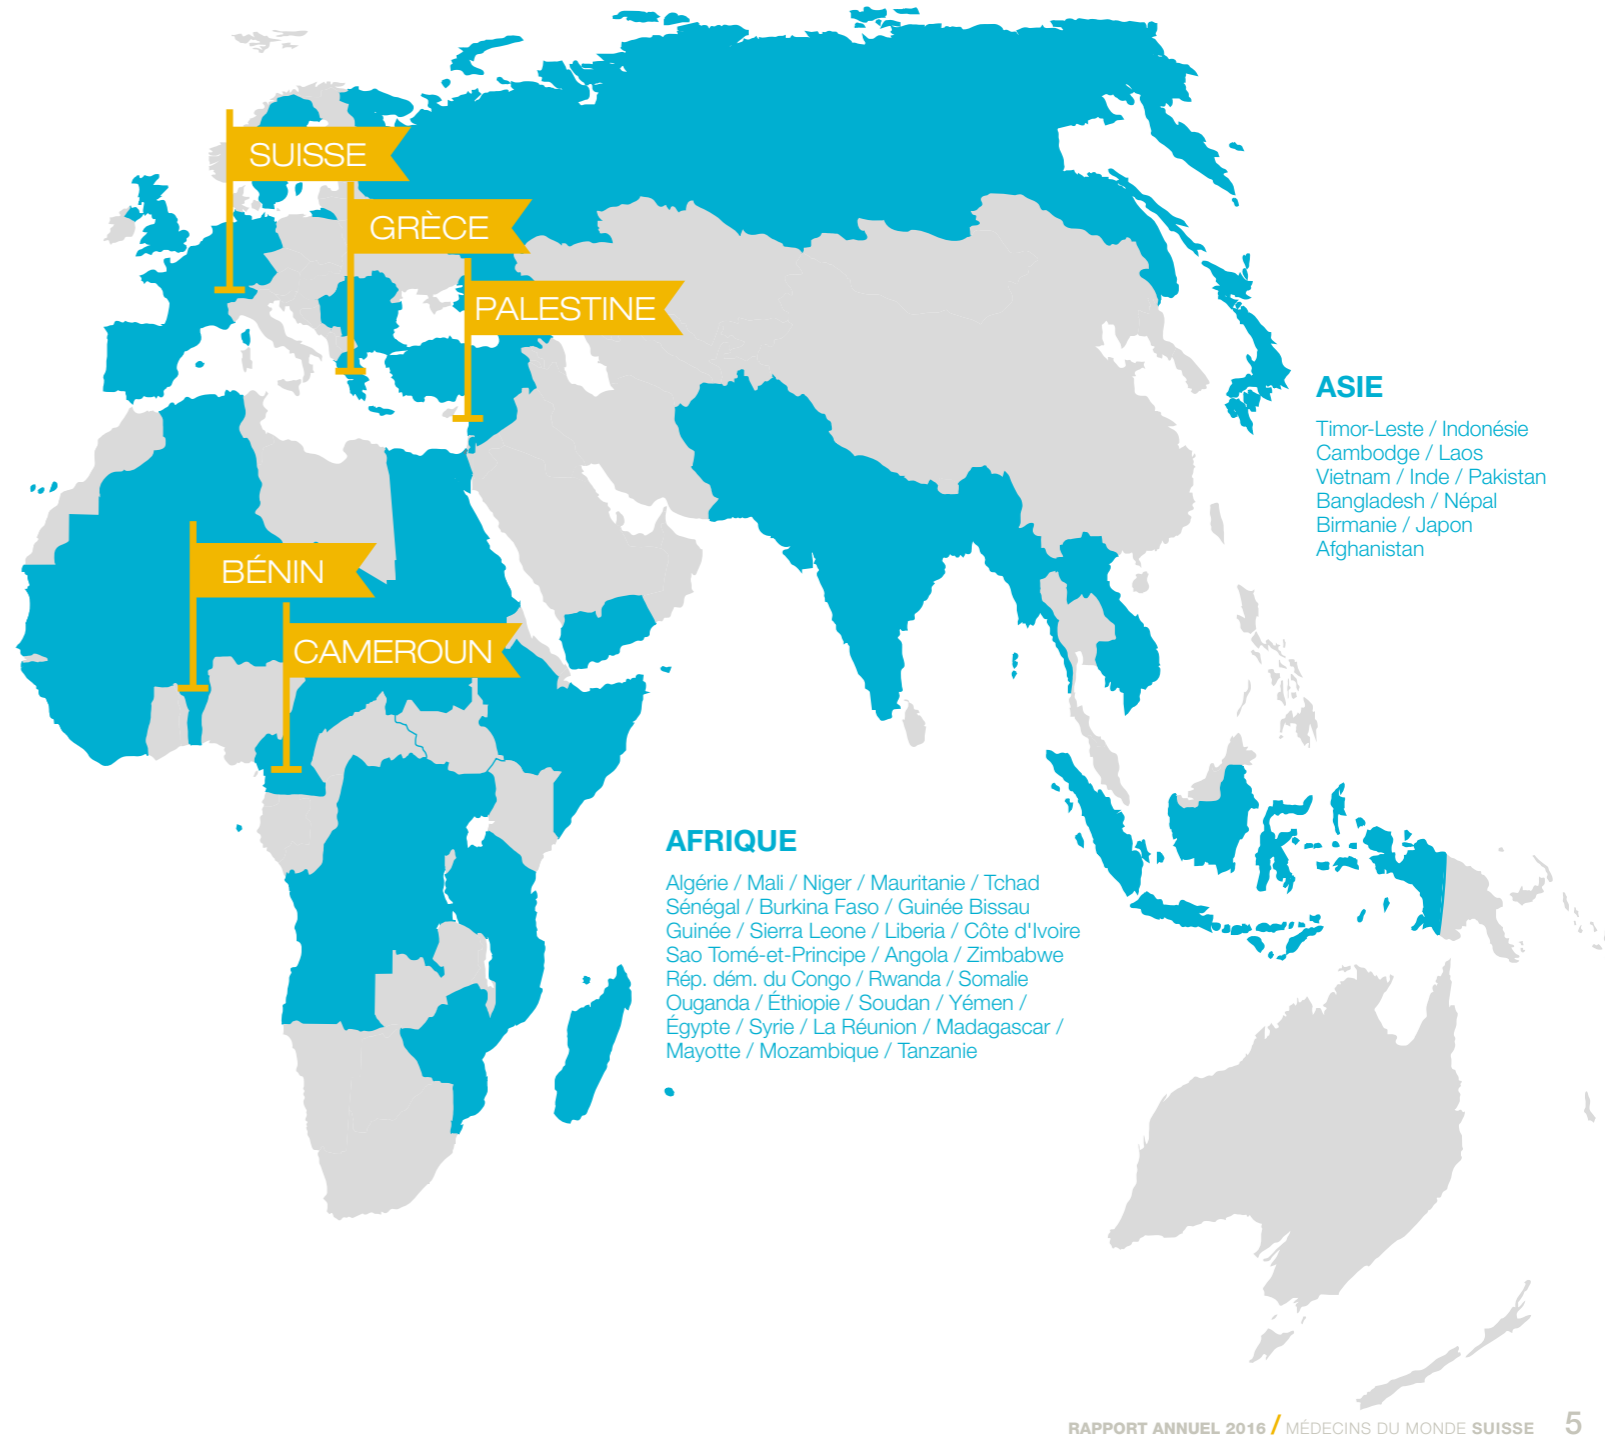 SUISSE
GRÈCE
PALESTINE
BÉNIN
CAMEROUN
ASIE
Timor-Leste / Indonésie
Cambodge / Laos
Vietnam / Inde / Pakistan
Bangladesh / Népal
Birmanie / Japon
Afghanistan
AFRIQUE
Algérie / Mali / Niger / Mauritanie / Tchad
Sénégal / Burkina Faso / Guinée Bissau
Guinée / Sierra Leone / Liberia / Côte d'Ivoire
Sao Tomé-et-Principe / Angola / Zimbabwe
Rép. dém. du Congo / Rwanda / Somalie
Ouganda / Éthiopie / Soudan / Yémen /
Égypte / Syrie / La Réunion / Madagascar /
Mayotte / Mozambique / Tanzanie
RAPPORT ANNUEL 2016 / MÉDECINS DU MONDE SUISSE 5